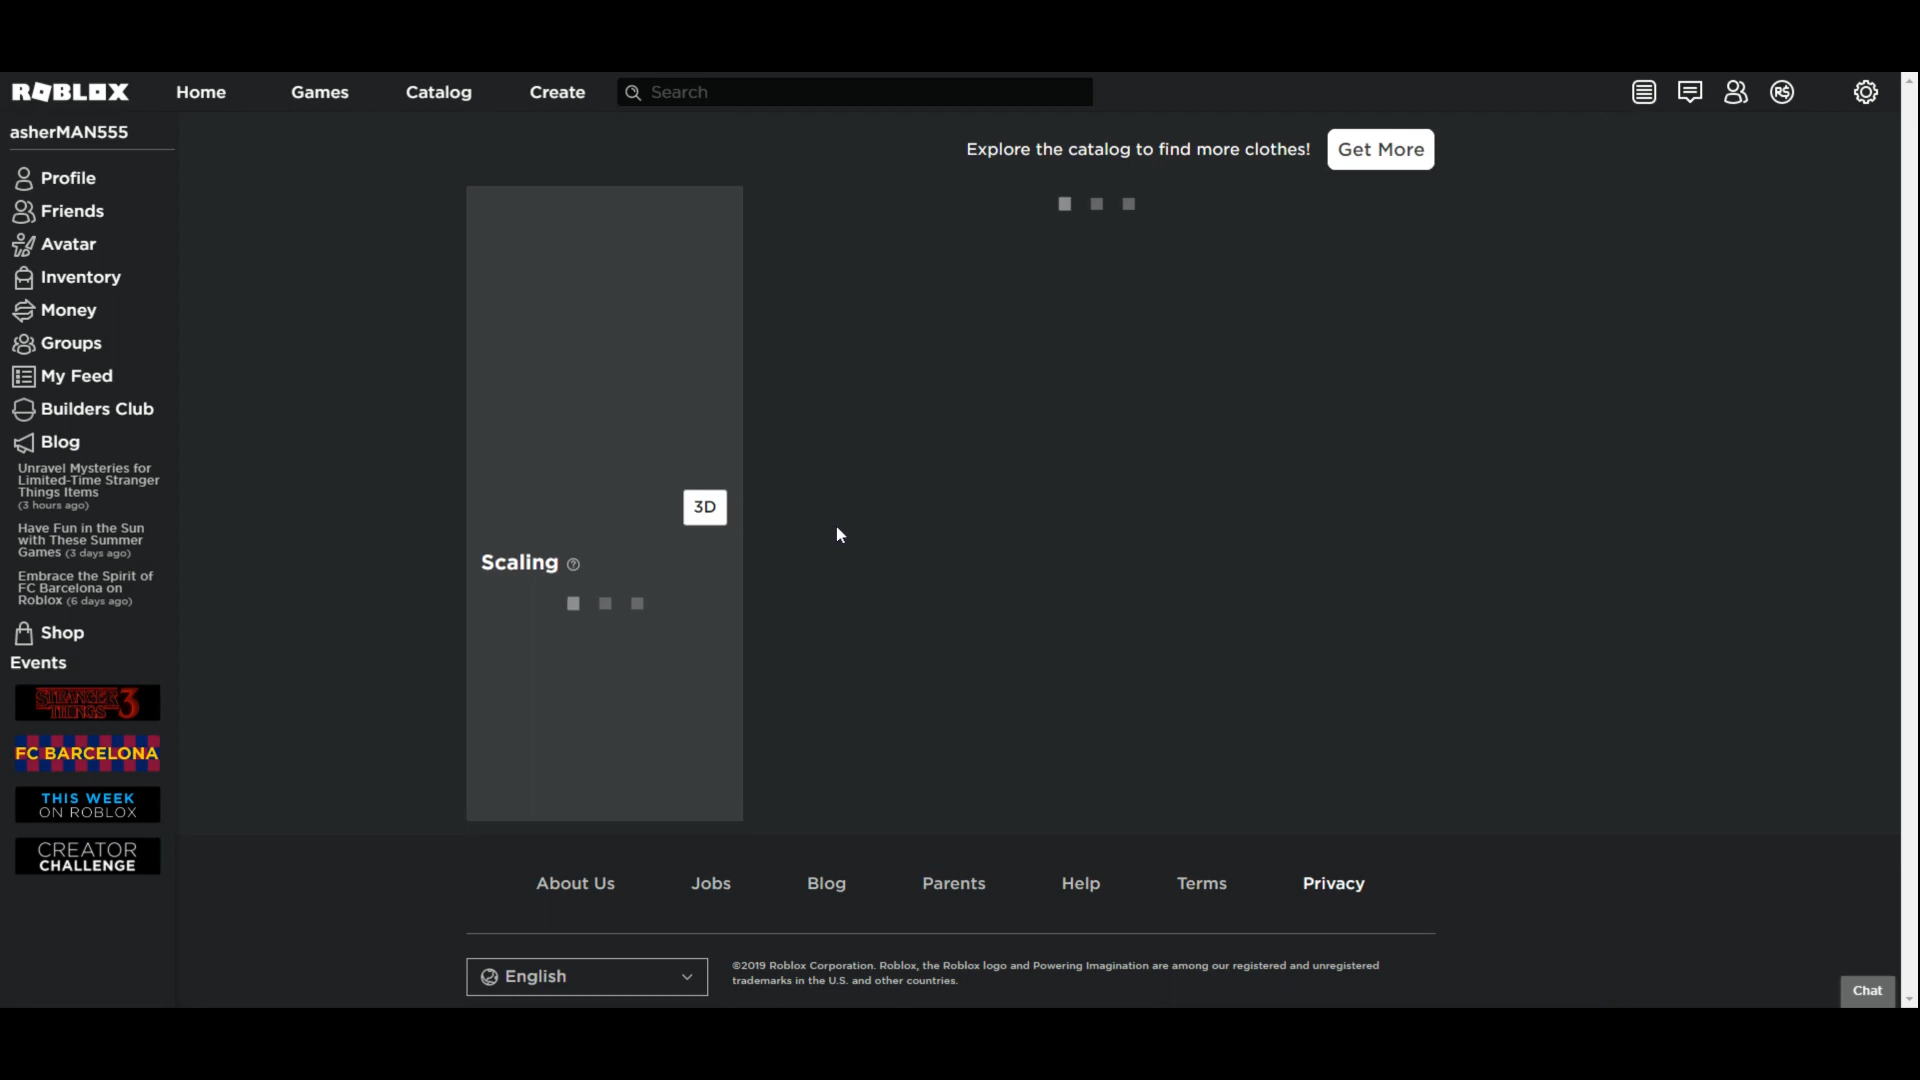 ROBLOX Home Games Catalog Create Search
asherMAN555
Explore the catalog to find more clothes! Get More
Profile
Friends
Avatar
Inventory
Money
Groups
My Feed
Builders Club
Blog
Unravel Mysteries for
Limited-Time Stranger
Things Items
(3 hours ago)
Have Fun in the Sun
with These Summer
Games (3 days ago)
Embrace the Spirit of
FC Barcelona on
Roblox (6 days ago)
Shop
Events
STRANGER THINGS 3
FC BARCELONA
THIS WEEK
ON ROBLOX
CREATOR
CHALLENGE
3D
Scaling
About Us Jobs Blog Parents Help Terms Privacy
English
©2019 Roblox Corporation. Roblox, the Roblox logo and Powering Imagination are among our registered and unregistered
trademarks in the U.S. and other countries.
Chat